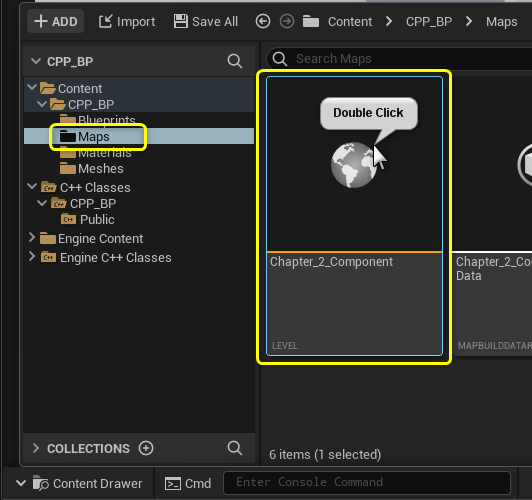 ADD
Import
Save All
Content
CPP_BP
Maps
CPP_BP
Search Maps
Content
CPP_BP
Blueprints
Maps
Materials
Meshes
C++ Classes
CPP_BP
Public
Engine Content
Engine C++ Classes
Double Click
Chapter_2_Component
LEVEL
Chapter_2_Co
Data
MAPBUILDDATAR
COLLECTIONS
6 items (1 selected)
Content Drawer
Cmd
Enter Console Command